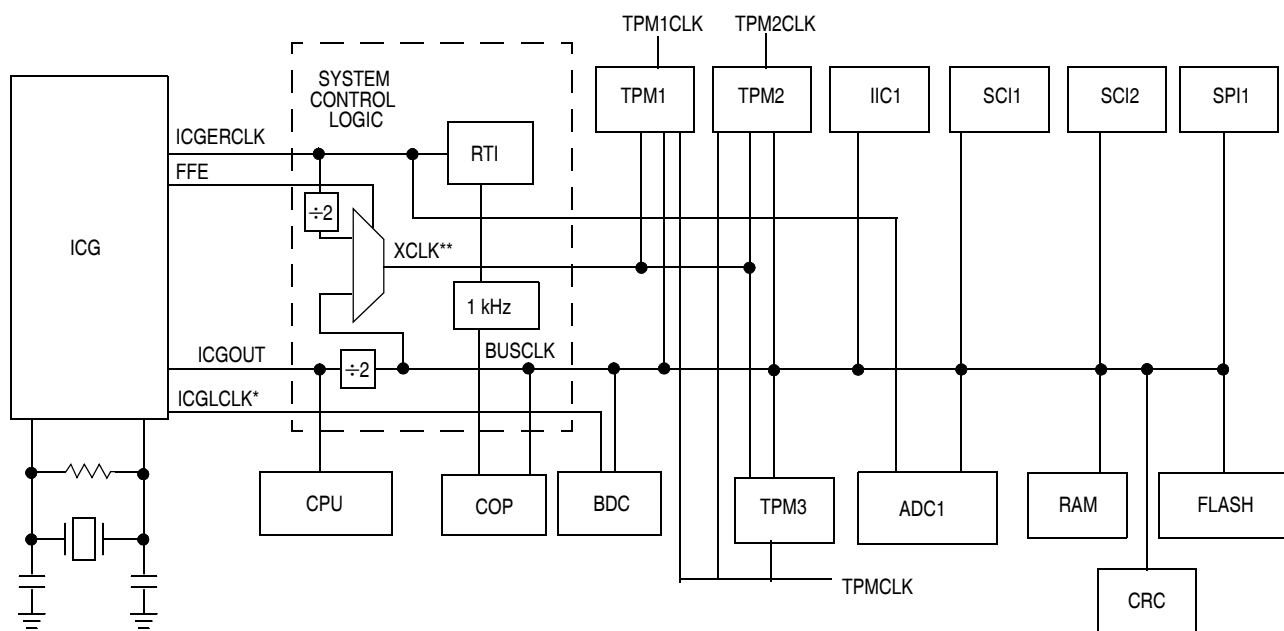 TPM1CLK
TPM2CLK
SYSTEM
CONTROL
LOGIC
TPM1
TPM2
IIC1
SCI1
SCI2
SPI1
ICGERCLK
RTI
FFE
÷2
ICG
XCLK**
1 kHz
ICGOUT
÷2
BUSCLK
ICGLCLK*
CPU
COP
BDC
TPM3
ADC1
RAM
FLASH
TPMCLK
CRC